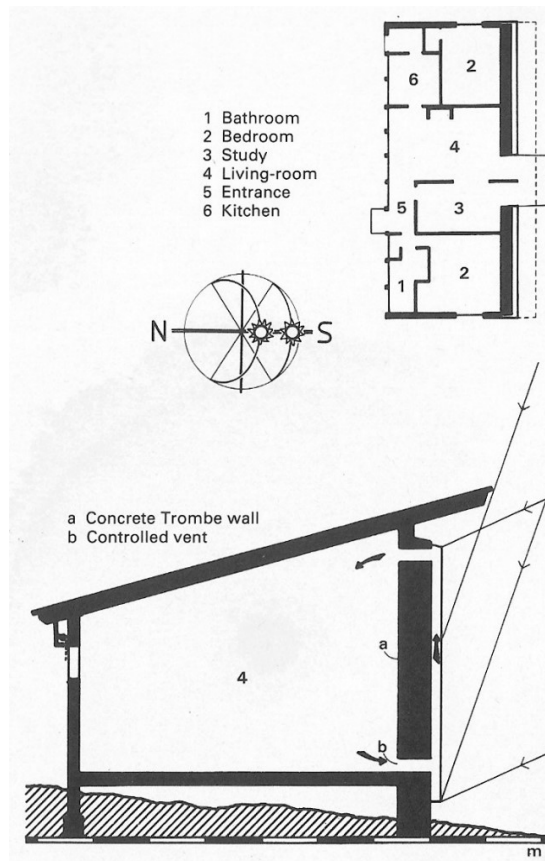 6
2
4
5
3
1
2
1 Bathroom
2 Bedroom
3 Study
4 Living-room
5 Entrance
6 Kitchen
N
S
a Concrete Trombe wall
b Controlled vent
4
a
b
m